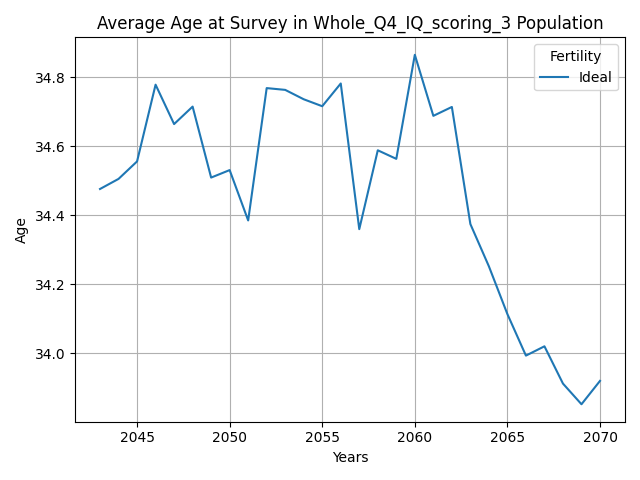 Average Age at Survey in Whole_Q4_IQ_scoring_3 Population
Fertility
Ideal
34.8
34.6
34.4
34.2
34.0
Age
2045 2050 2055 2060 2065 2070
Years